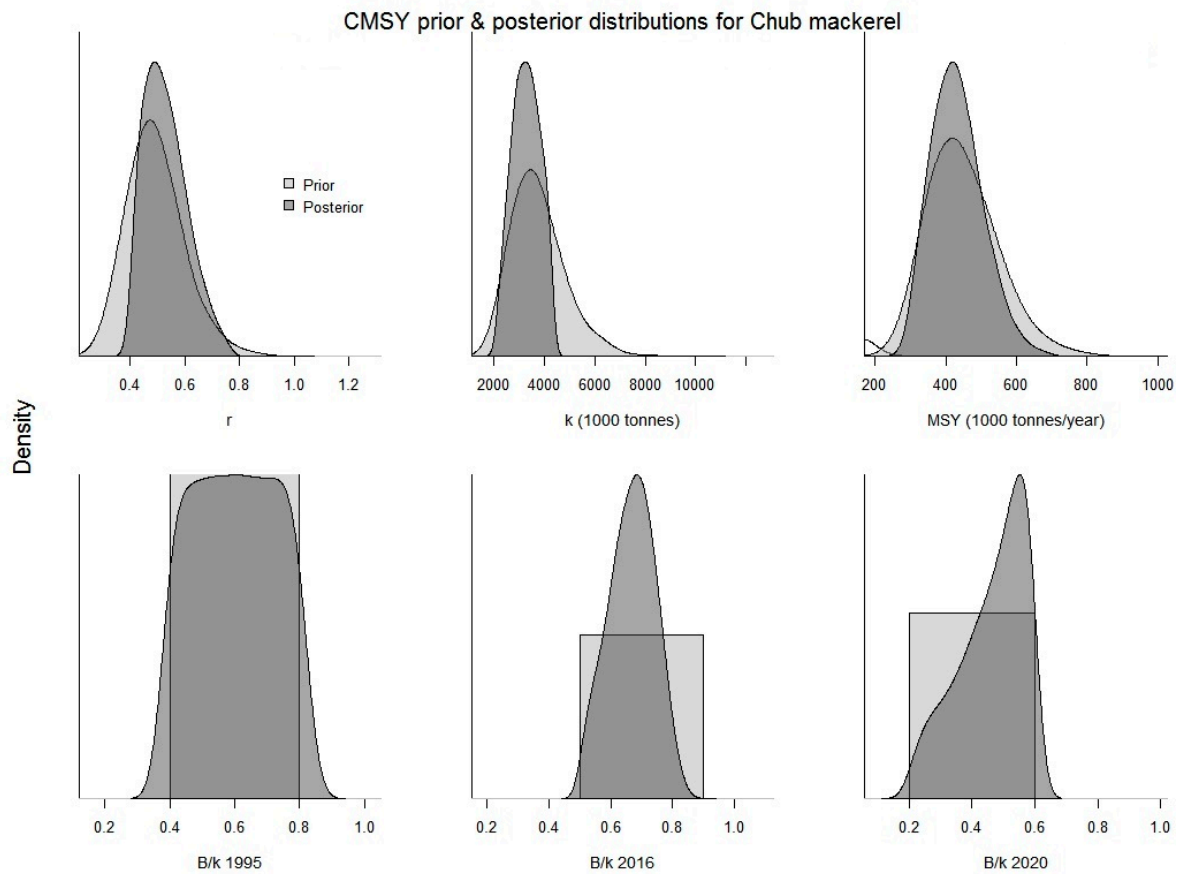 CMSY prior & posterior distributions for Chub mackerel
Prior
Posterior
0.4 0.6 0.8 1.0 1.2
r
2000 4000 6000 8000 10000
k (1000 tonnes)
200 400 600 800 1000
MSY (1000 tonnes/year)
Density
0.2 0.4 0.6 0.8 1.0
B/k 1995
0.2 0.4 0.6 0.8 1.0
B/k 2016
0.2 0.4 0.6 0.8 1.0
B/k 2020